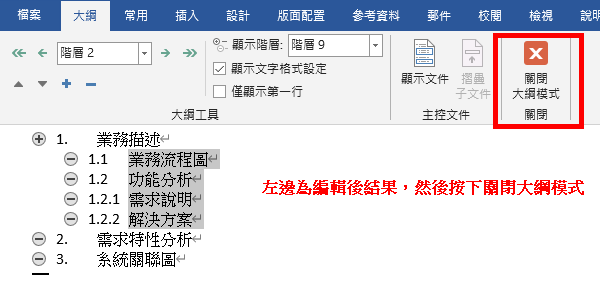 檔案 大綱 常用 插入 設計 版面配置 參考資料 郵件 校閱 檢視 說明
階層 2
顯示階層: 階層 9
顯示文字格式設定
僅顯示第一行
大綱工具
顯示文件
摺疊
子文件
主控文件
關閉
大綱模式
關閉
1. 業務描述
1.1 業務流程圖
1.2 功能分析
1.2.1 需求說明
1.2.2 解決方案
2. 需求特性分析
3. 系統關聯圖
左邊為編輯後結果，然後按下關閉大綱模式